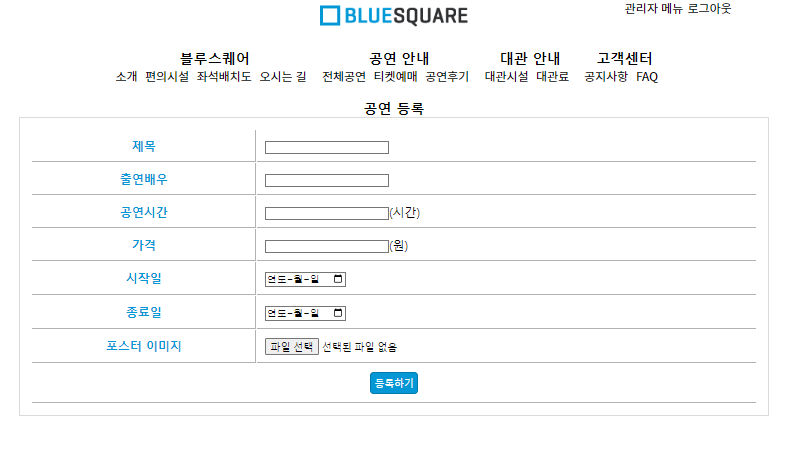 관리자 메뉴 로그아웃
BLUESQUARE
블루스퀘어 공연 안내 대관 안내 고객센터
소개 편의시설 좌석배치도 오시는 길 전체공연 티켓예매 공연후기 대관시설 대관료 공지사항 FAQ
공연 등록
제목
출연배우
공연시간 (시간)
가격 (원)
시작일 연도-월-일
종료일 연도-월-일
포스터 이미지 파일 선택 선택된 파일 없음
등록하기